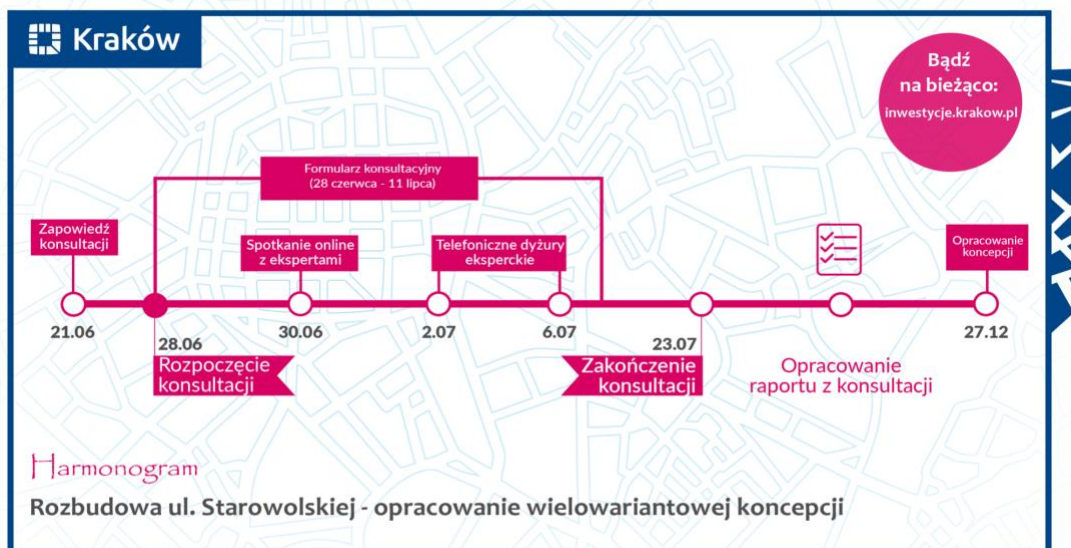 Kraków
Bądź
na bieżąco:
inwestycje.krakow.pl
Formularz konsultacyjny
(28 czerwca - 11 lipca)
Zapowiedź
konsultacji
Spotkanie online
z ekspertami
Telefoniczne dyżury
eksperckie
Opracowanie
koncepcji
21.06
28.06
30.06
2.07
6.07
23.07
27.12
Rozpoczęcie
konsultacji
Zakończenie
konsultacji
Opracowanie
raportu z konsultacji
Harmonogram
Rozbudowa ul. Starowolskiej - opracowanie wielowariantowej koncepcji